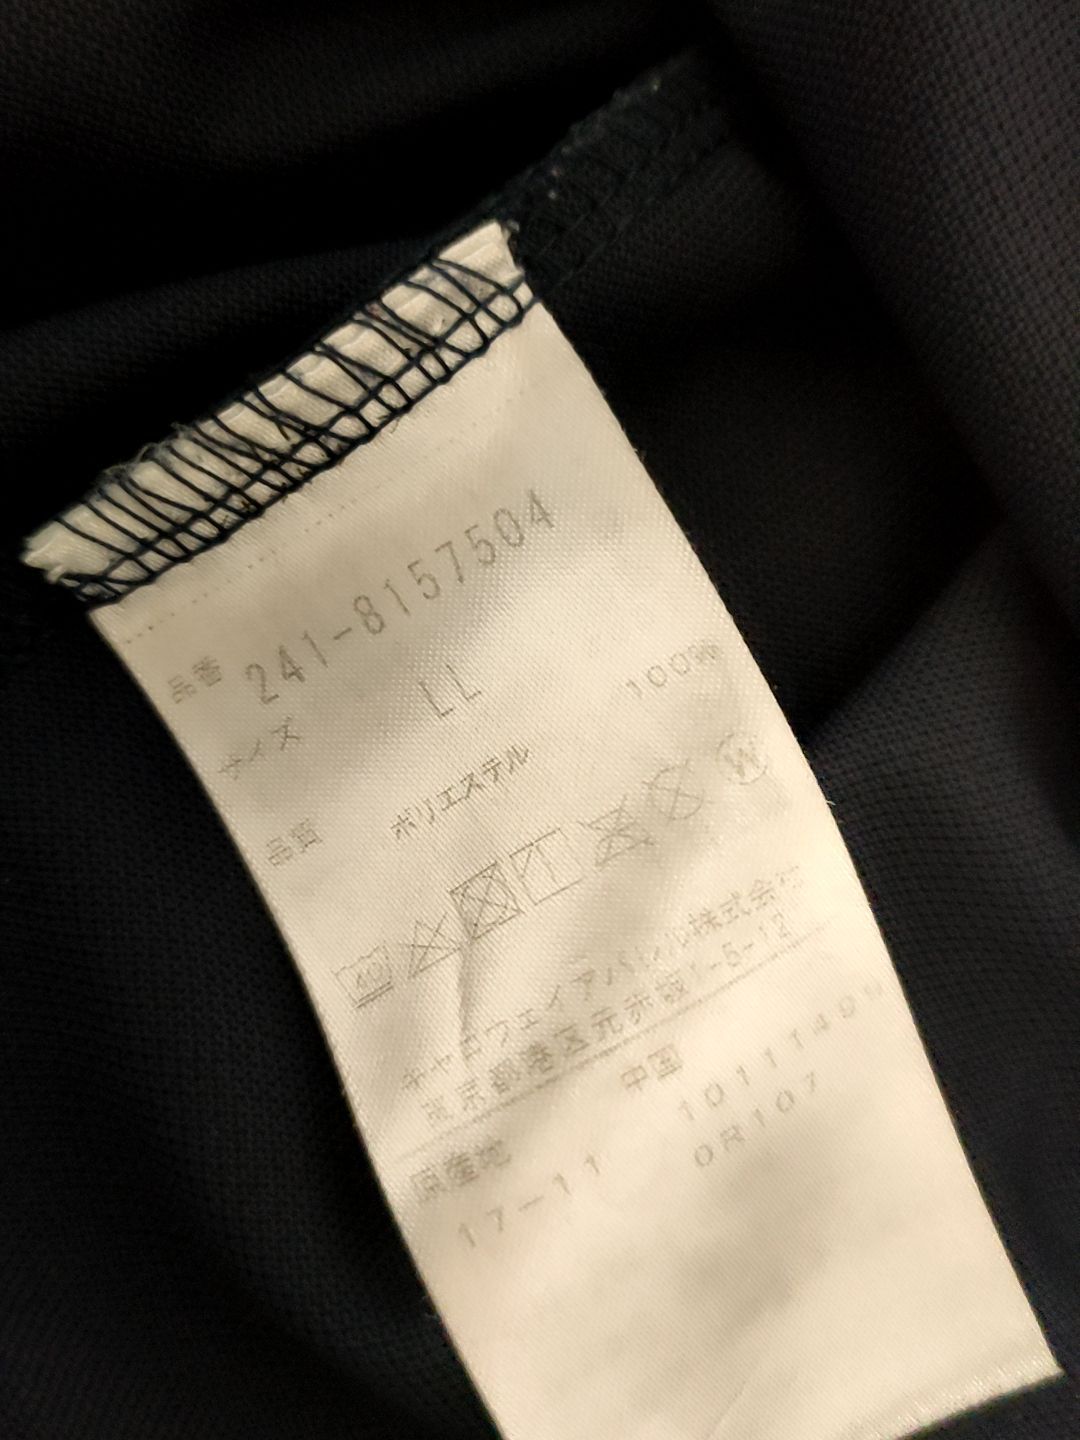 品番 241-8157504
サイズ LL
品質 ポリエステル 100%
W
キャロウェイアパレル株式会社
東京都港区元赤坂1-5-12
原産地 中国
17-11
0R107